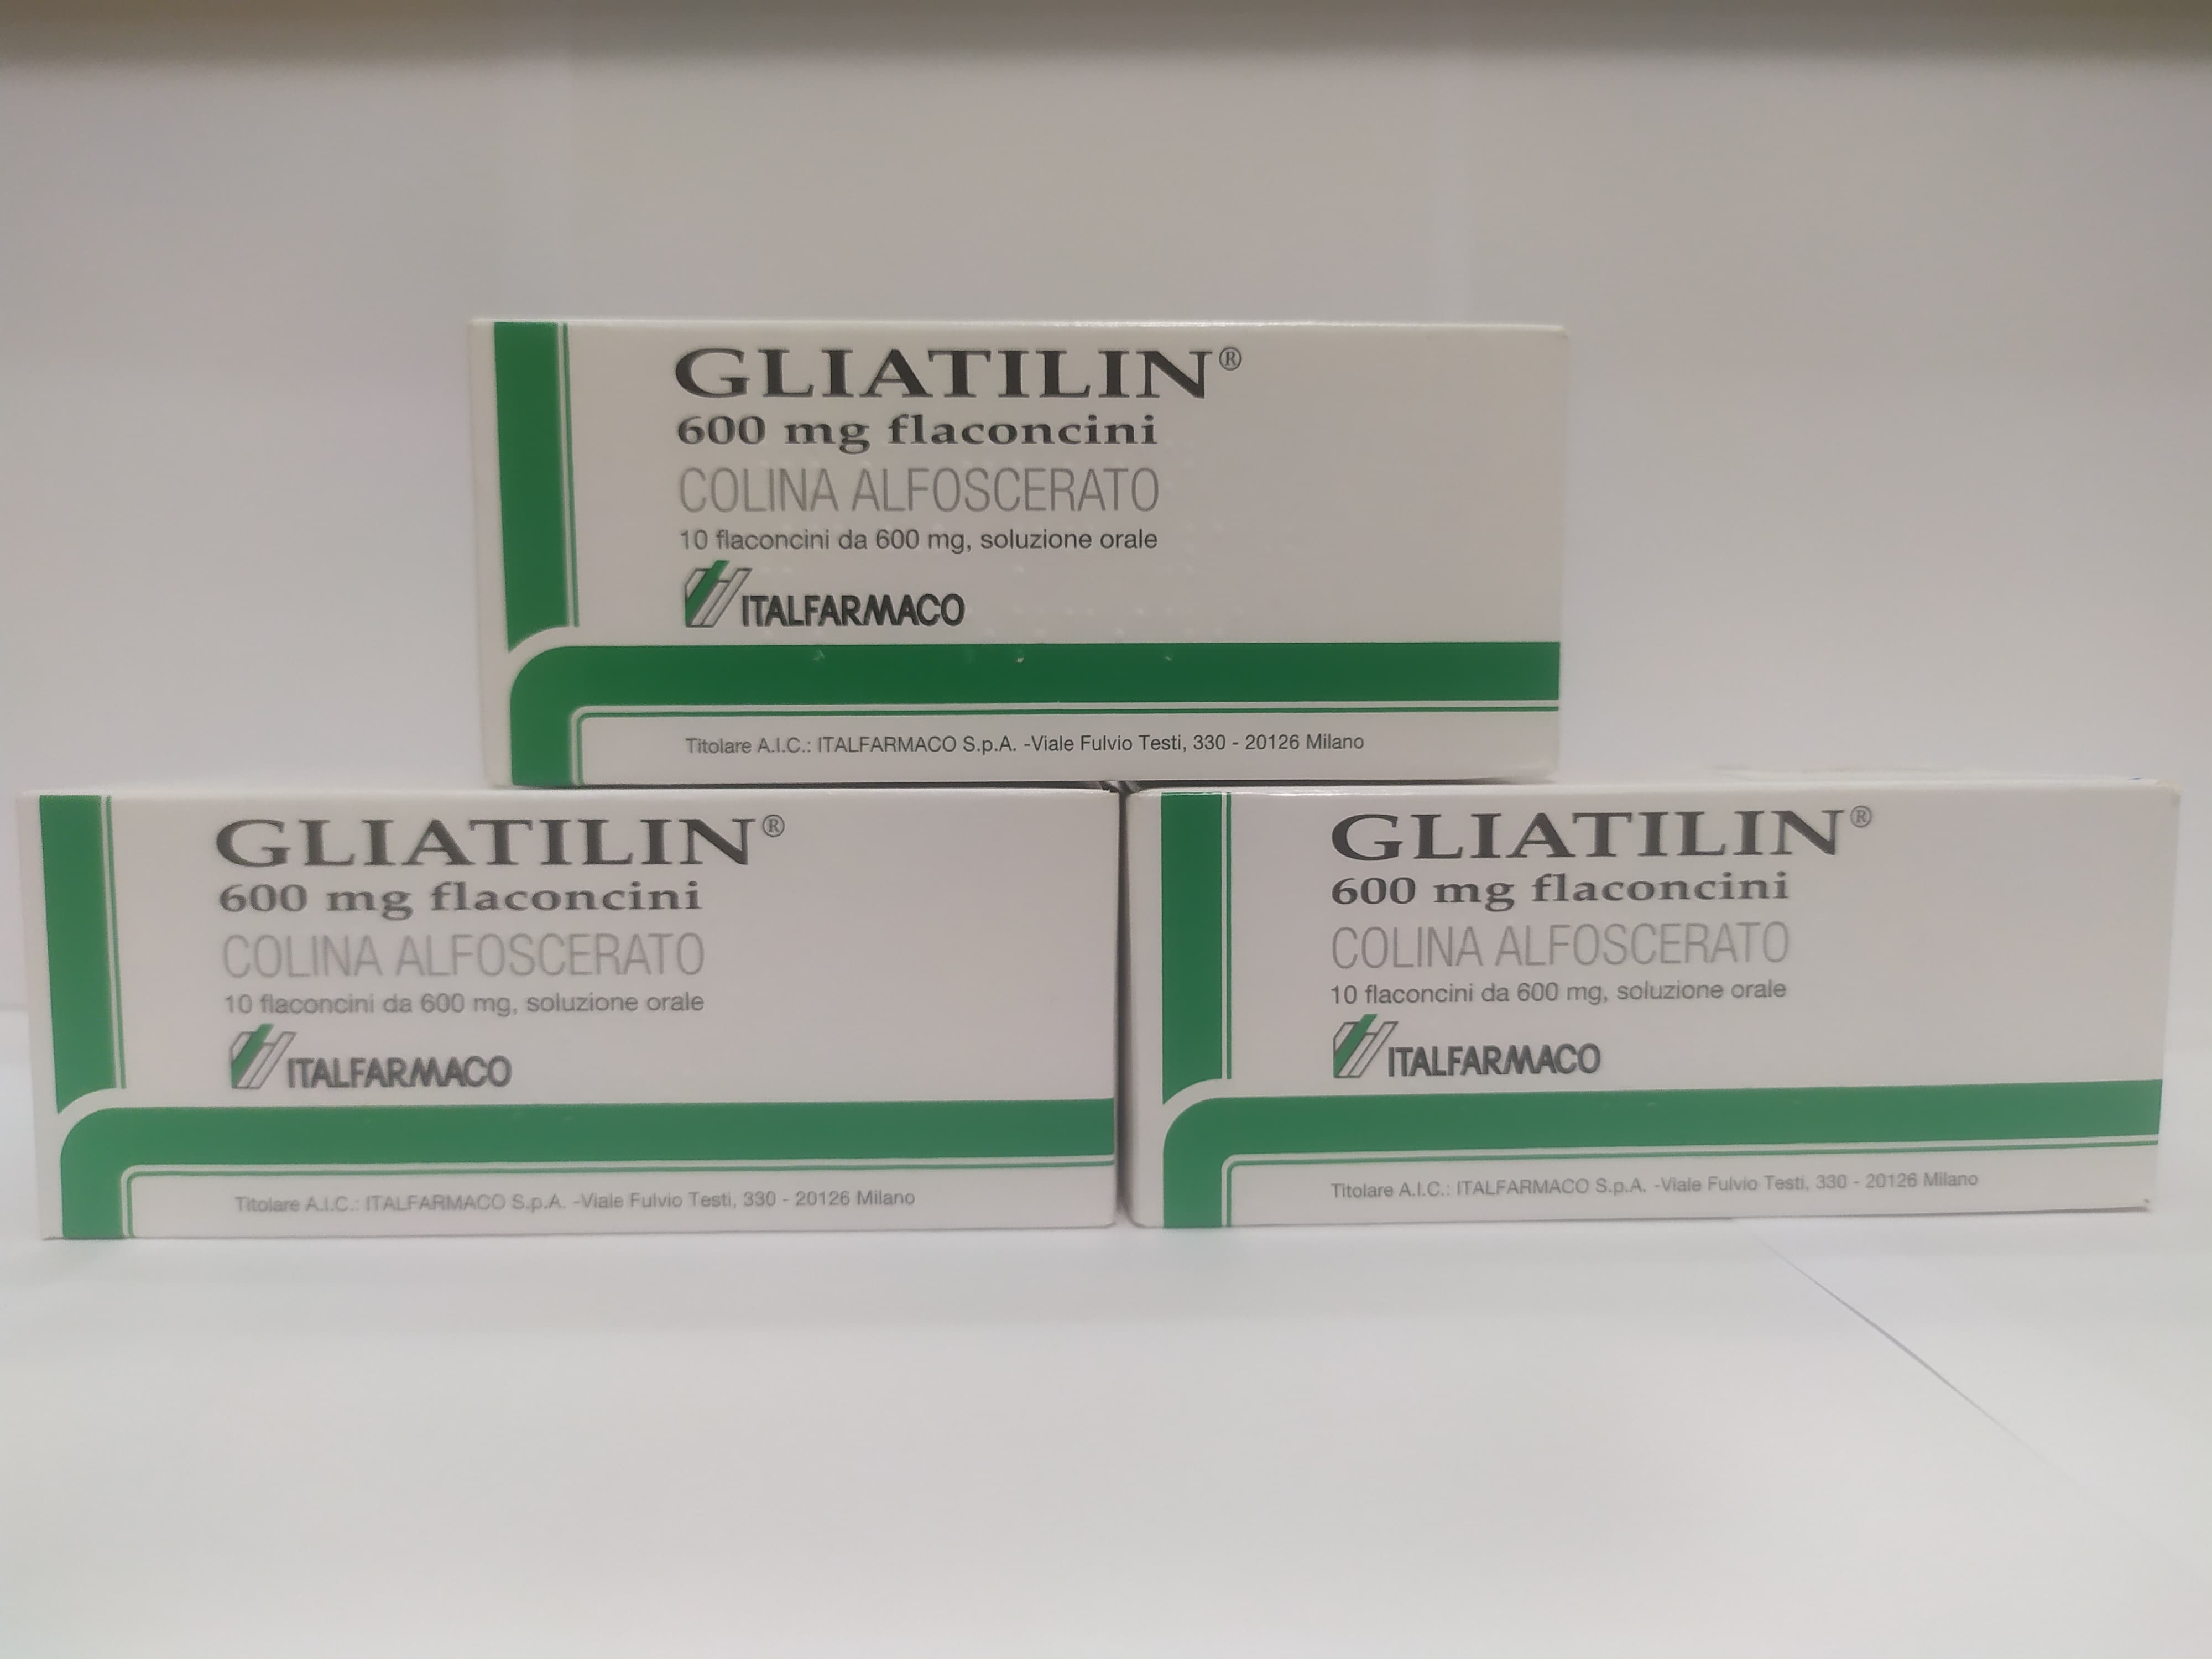 GLIATILIN®
600 mg flaconcini
COLINA ALFOSCERATO
10 flaconcini da 600 mg, soluzione orale
ITALFARMACO
Titolare A.I.C.: ITALFARMACO S.p.A. -Viale Fulvio Testi, 330 - 20126 Milano
GLIATILIN®
600 mg flaconcini
COLINA ALFOSCERATO
10 flaconcini da 600 mg, soluzione orale
ITALFARMACO
Titolare A.I.C.: ITALFARMACO S.p.A. -Viale Fulvio Testi, 330 - 20126 Milano
GLIATILIN®
600 mg flaconcini
COLINA ALFOSCERATO
10 flaconcini da 600 mg, soluzione orale
ITALFARMACO
Titolare A.I.C.: ITALFARMACO S.p.A. -Viale Fulvio Testi, 330 - 20126 Milano